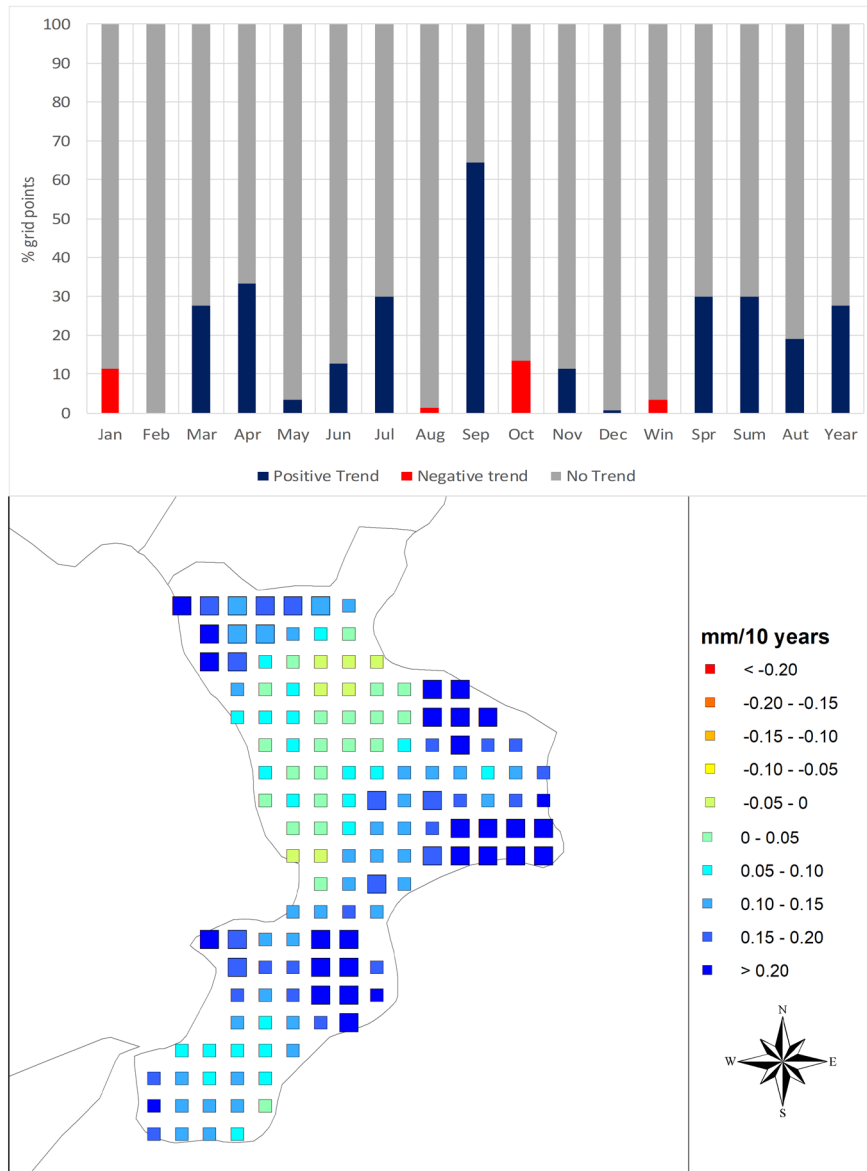 100
90
80
70
60
50
40
30
20
10
0
% grid points
Jan Feb Mar Apr May Jun Jul Aug Sep Oct Nov Dec Win Spr Sum Aut Year
Positive Trend Negative trend No Trend
mm/10 years
< -0.20
-0.20 - -0.15
-0.15 - -0.10
-0.10 - -0.05
-0.05 - 0
0 - 0.05
0.05 - 0.10
0.10 - 0.15
0.15 - 0.20
> 0.20
N
W E
S